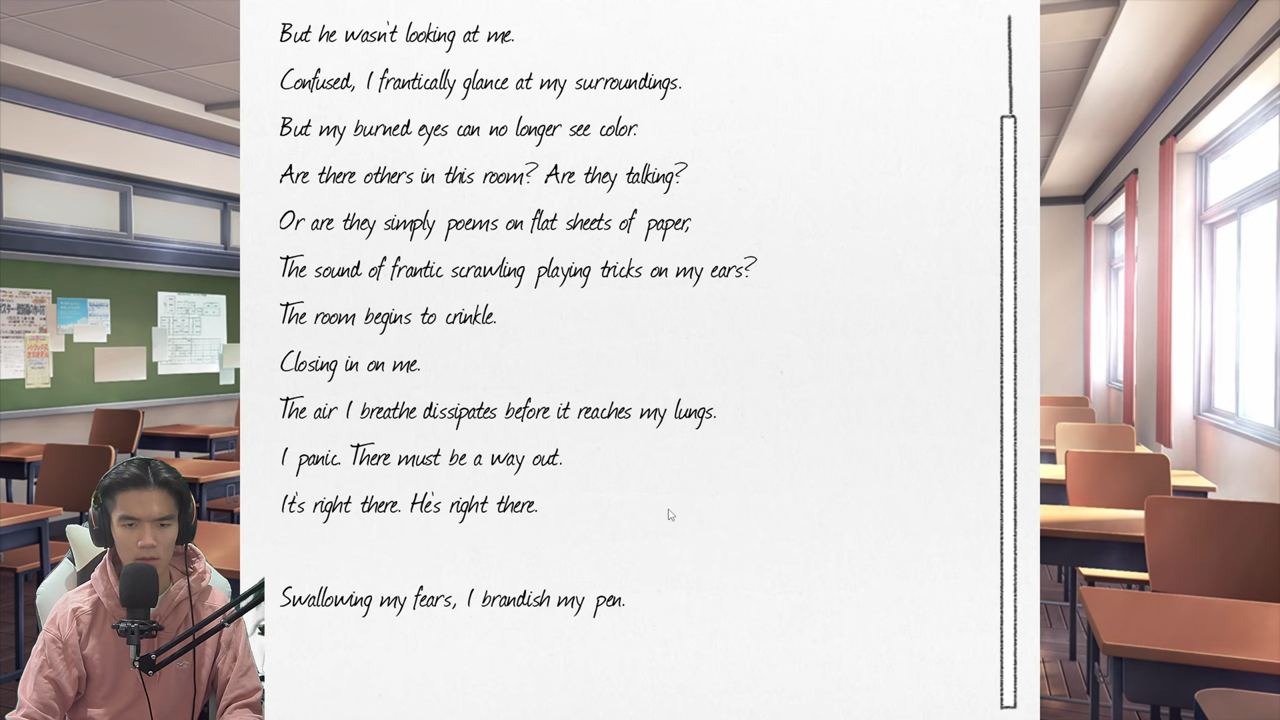 But he wasn't looking at me.
Confused, I frantically glance at my surroundings.
But my burned eyes can no longer see color.
Are there others in this room? Are they talking?
Or are they simply poems on flat sheets of paper,
The sound of frantic scrawling playing tricks on my ears?
The room begins to crinkle.
Closing in on me.
The air I breathe dissipates before it reaches my lungs.
I panic. There must be a way out.
It's right there. He's right there.
Swallowing my fears, I brandish my pen.